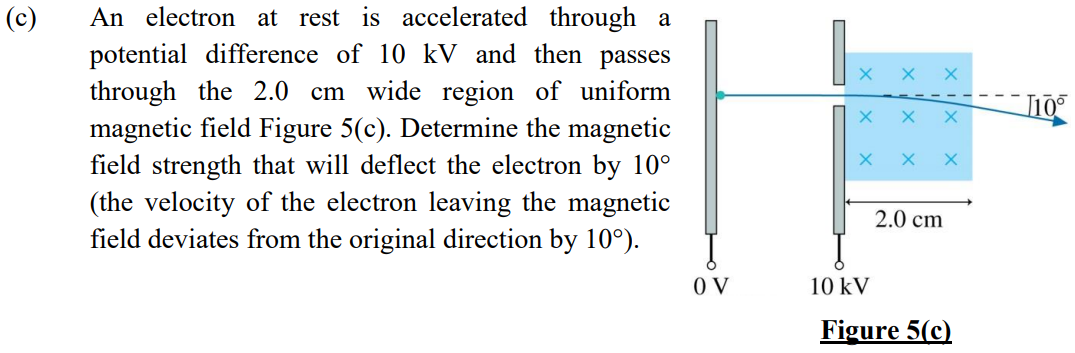 (c) An electron at rest is accelerated through a
potential difference of 10 kV and then passes
through the 2.0 cm wide region of uniform
magnetic field Figure 5(c). Determine the magnetic
field strength that will deflect the electron by 10°
(the velocity of the electron leaving the magnetic
field deviates from the original direction by 10°).
10°
2.0 cm
0 V
10 kV
Figure 5(c)